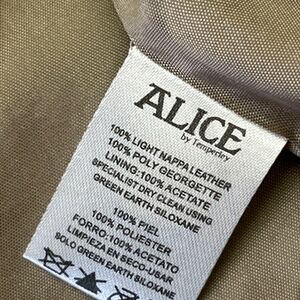 ALICE
by Temperley
100% LIGHT NAPPA LEATHER
100% POLY GEORGETTE
LINING:-100% ACETATE
SPECIALIST DRY CLEAN USING
GREEN EARTH SILOXANE
100% PIEL
100% POLIESTER
FORRO:-100% ACETATO
LIMPIEZA EN SECO-USAR
SOLO GREEN EARTH SILOXANE